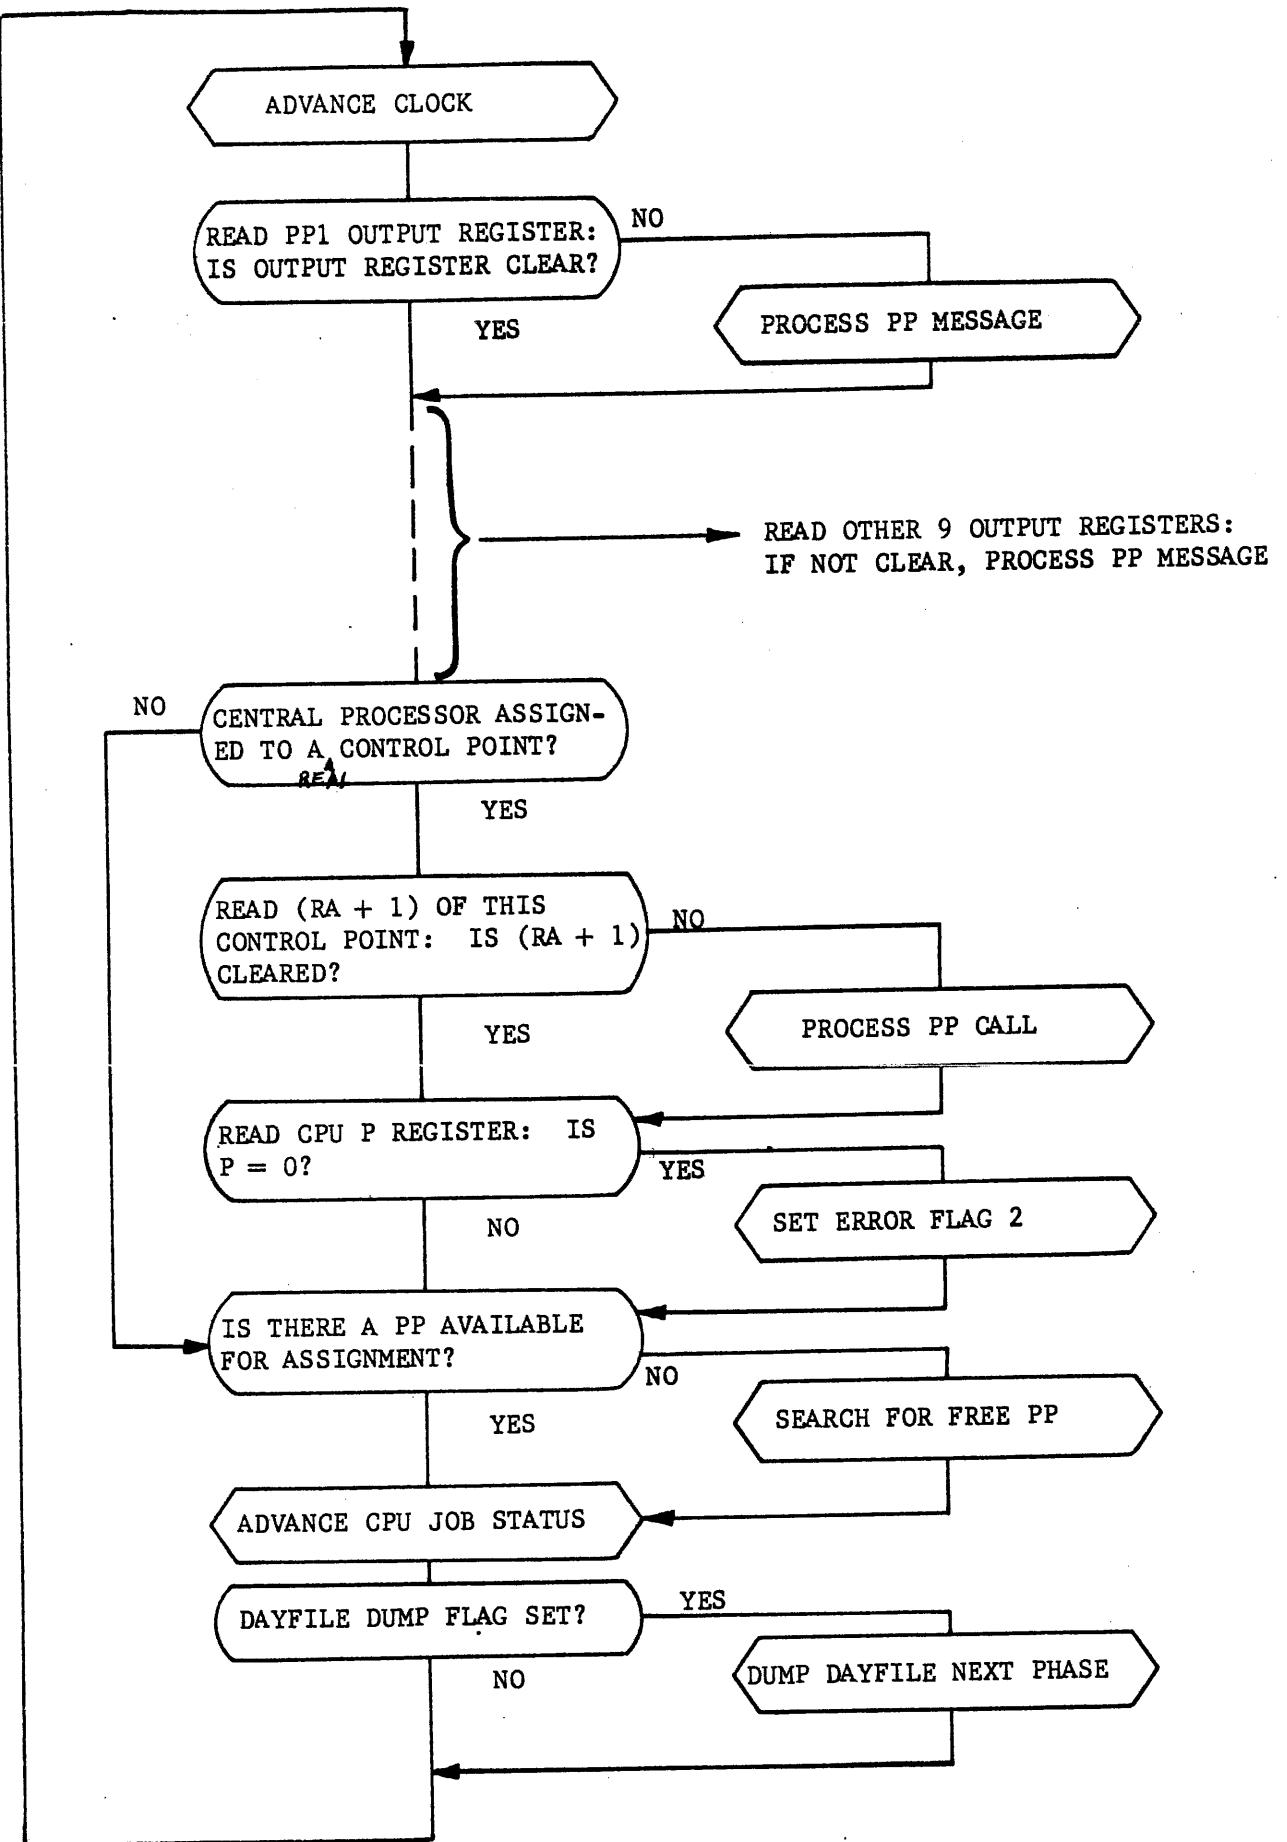 ADVANCE CLOCK
READ PP1 OUTPUT REGISTER:
IS OUTPUT REGISTER CLEAR?
NO
YES
PROCESS PP MESSAGE
READ OTHER 9 OUTPUT REGISTERS:
IF NOT CLEAR, PROCESS PP MESSAGE
NO
CENTRAL PROCESSOR ASSIGN-
ED TO A CONTROL POINT?
REAL
YES
READ (RA + 1) OF THIS
CONTROL POINT: IS (RA + 1)
CLEARED?
NO
YES
PROCESS PP CALL
READ CPU P REGISTER: IS
P = 0?
YES
NO
SET ERROR FLAG 2
IS THERE A PP AVAILABLE
FOR ASSIGNMENT?
NO
YES
SEARCH FOR FREE PP
ADVANCE CPU JOB STATUS
DAYFILE DUMP FLAG SET?
YES
NO
DUMP DAYFILE NEXT PHASE